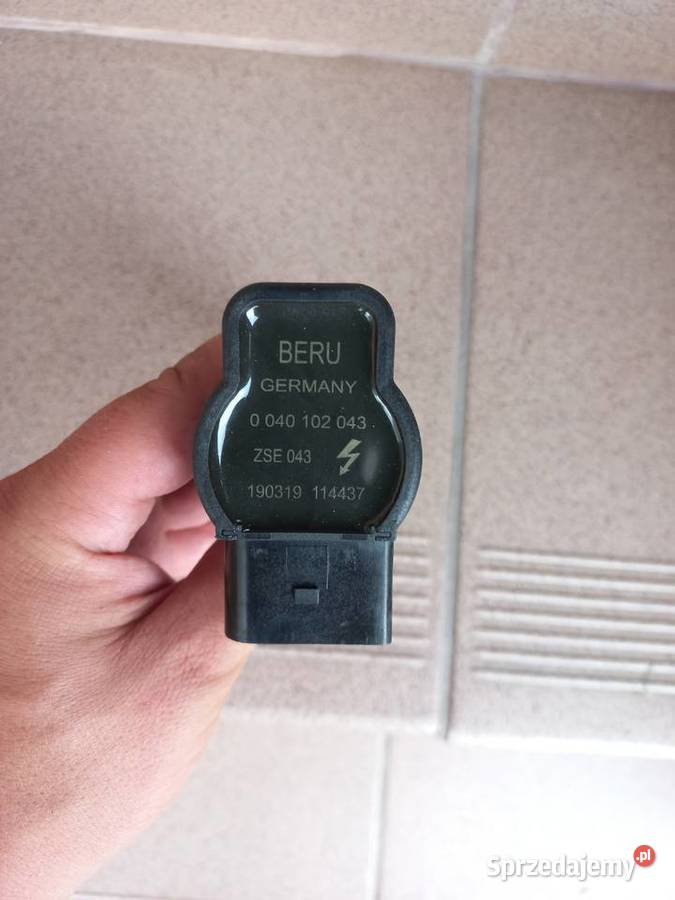 BERU
GERMANY
0 040 102 043
ZSE 043
190319 114437
Sprzedajemy.pl